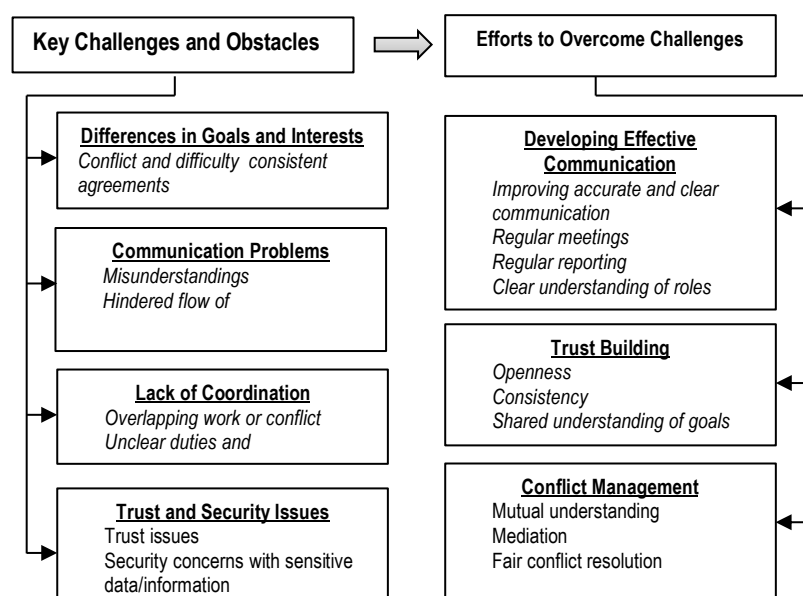 Key Challenges and Obstacles
Differences in Goals and Interests
Conflict and difficulty consistent
agreements
Communication Problems
Misunderstandings
Hindered flow of
Lack of Coordination
Overlapping work or conflict
Unclear duties and
Trust and Security Issues
Trust issues
Security concerns with sensitive
data/information
Efforts to Overcome Challenges
Developing Effective
Communication
Improving accurate and clear
communication
Regular meetings
Regular reporting
Clear understanding of roles
Trust Building
Openness
Consistency
Shared understanding of goals
Conflict Management
Mutual understanding
Mediation
Fair conflict resolution